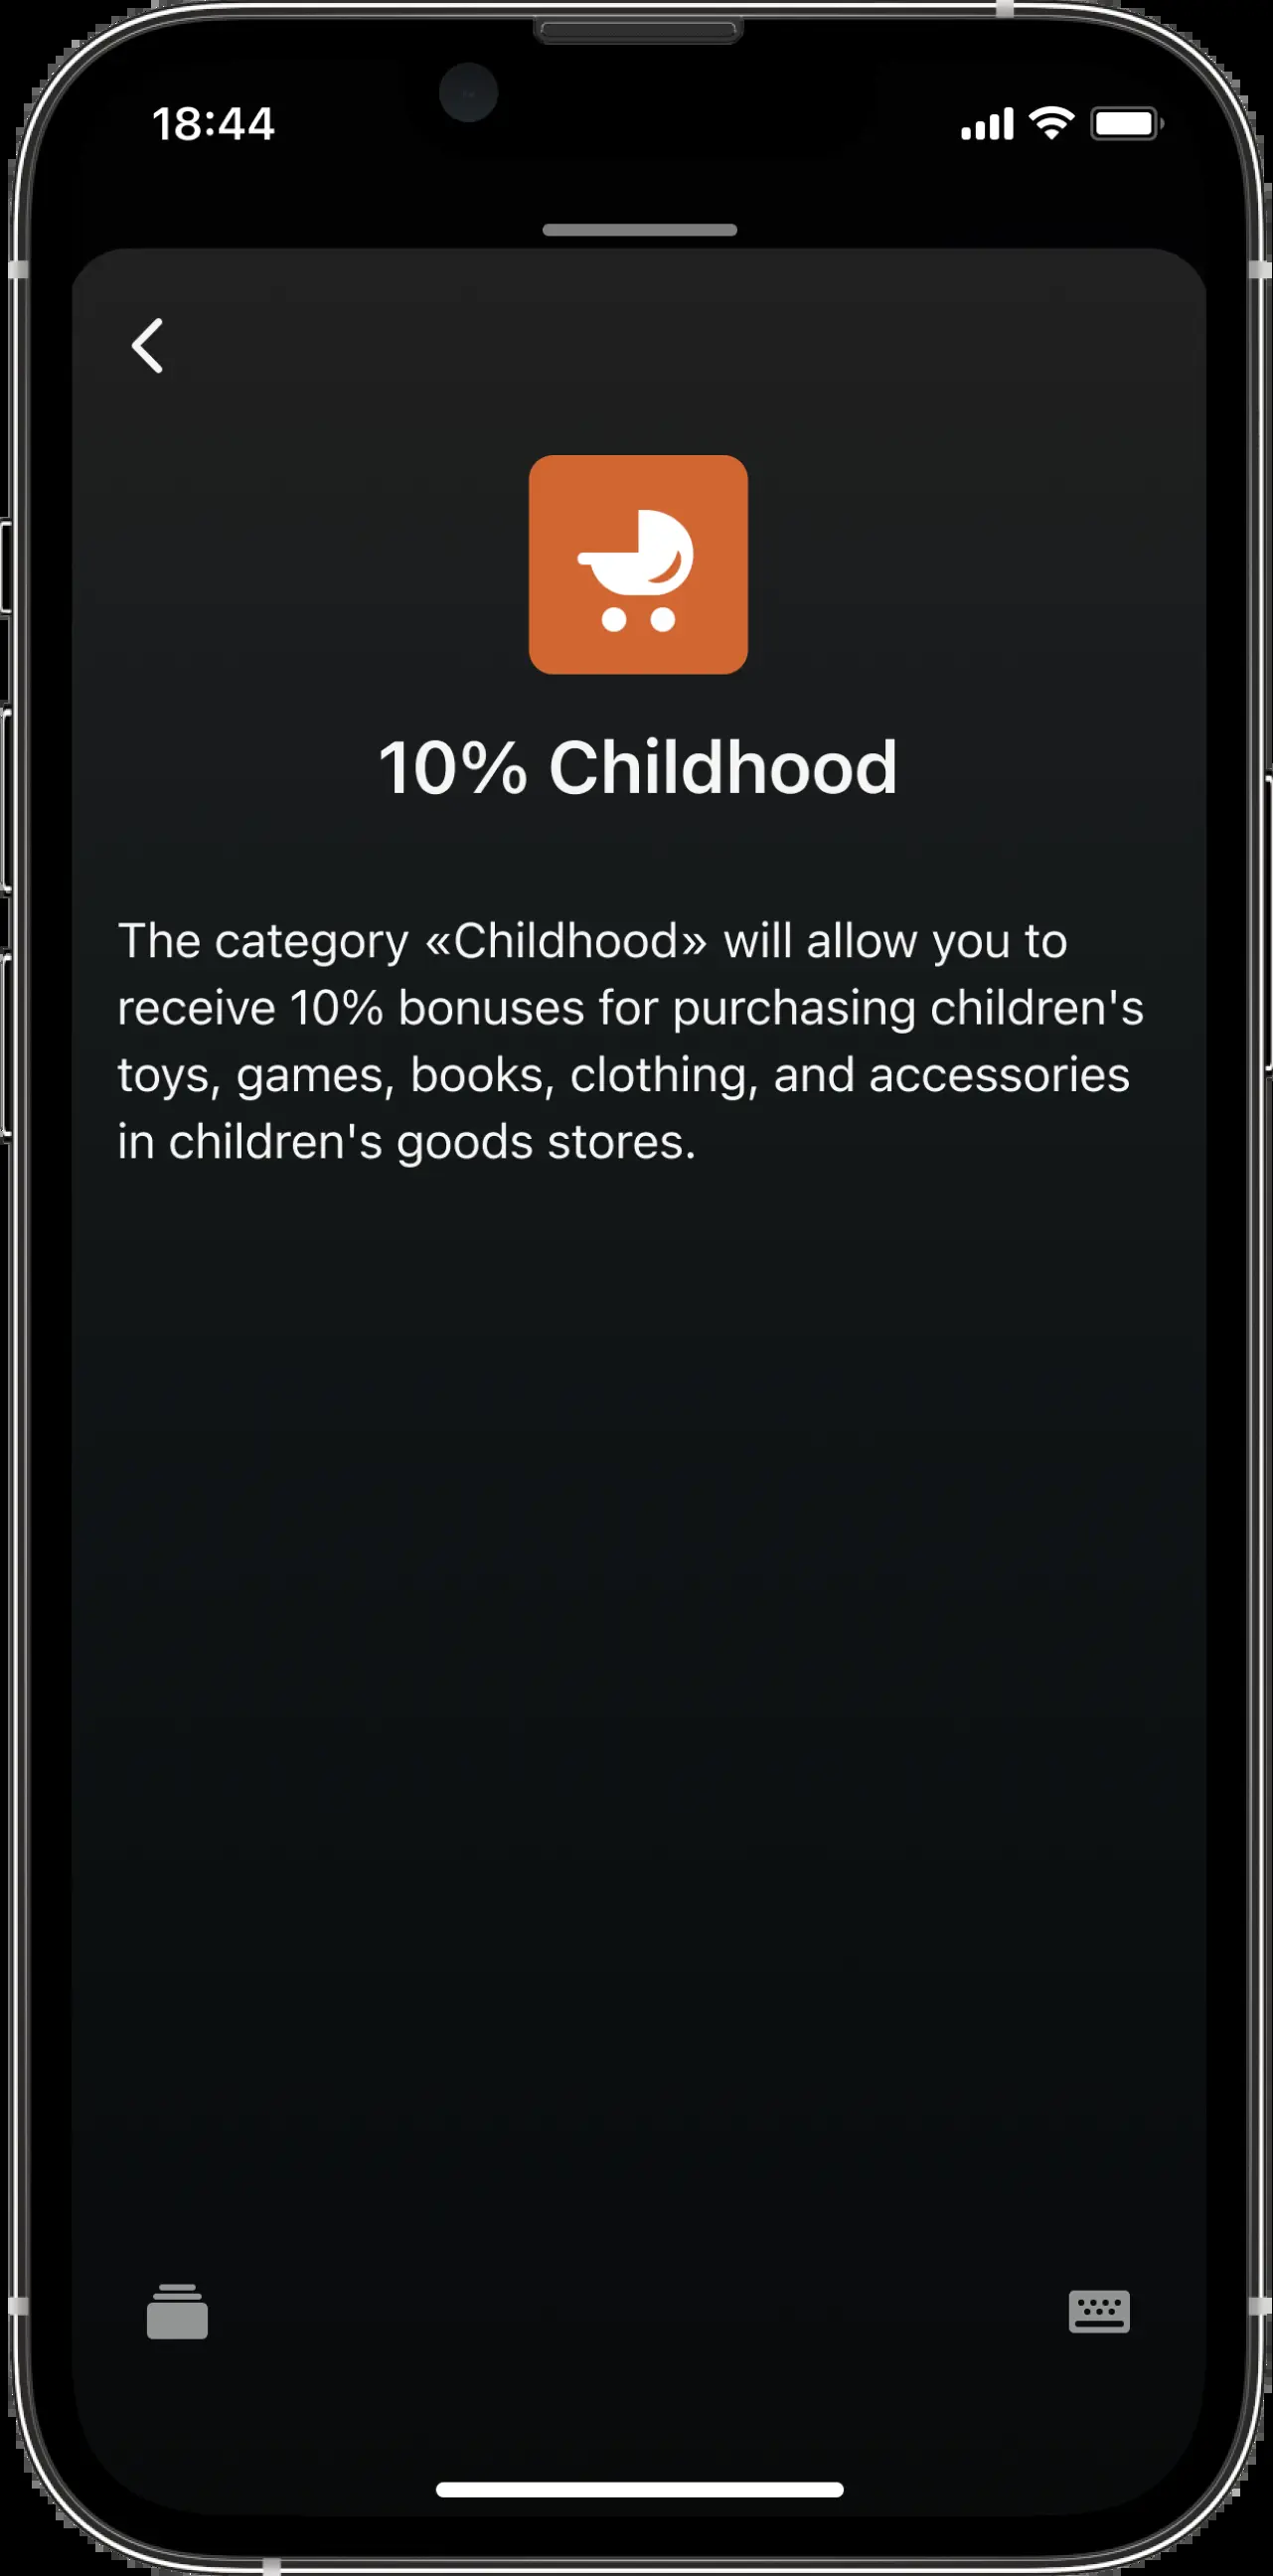 18:44
10% Childhood
The category «Childhood» will allow you to
receive 10% bonuses for purchasing children's
toys, games, books, clothing, and accessories
in children's goods stores.